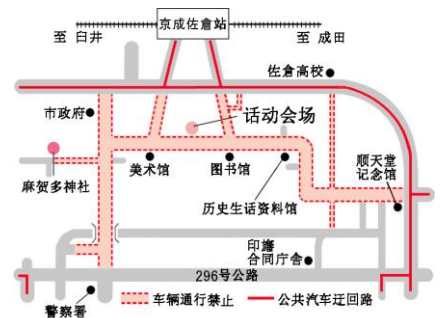 京成佐倉站
至 臼井
至 成田
佐倉高校
市政府
话动会场
顺天堂
记念馆
麻贺多神社
美术馆
图书馆
历史生话资料馆
印旛
合同庁舎
296号公路
警察署
车辆通行禁止
公共汽车迂回路